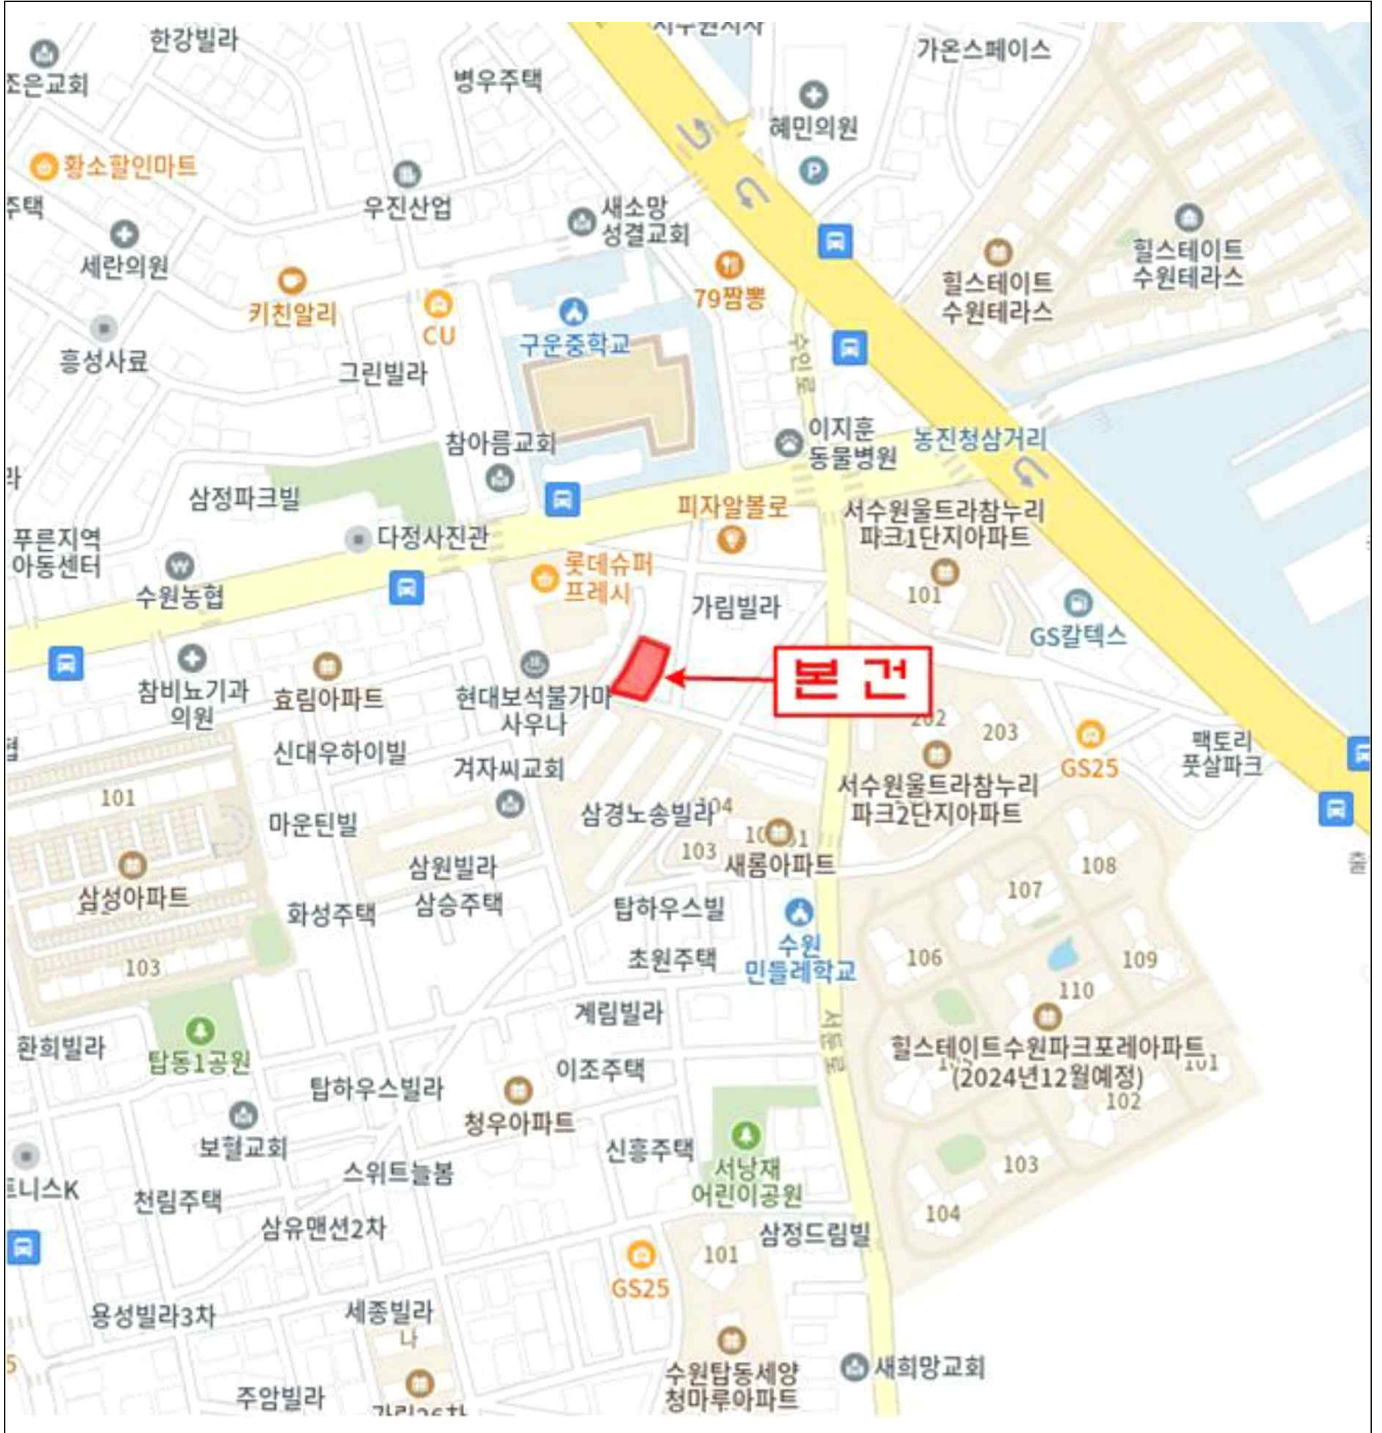 한강빌라
조은교회
병우주택
가온스페이스
혜민의원
P
황소할인마트
우진산업
새소망
성결교회
주택
세란의원
힐스테이트
수원테라스
힐스테이트
수원테라스
키친알리
CU
79짬뽕
구운중학교
흥성사료
그린빌라
수인로
참아름교회
이지훈
동물병원
농진청삼거리
삼정파크빌
피자알볼로
서수원울트라참누리
파크1단지아파트
101
다정사진관
푸른지역
아동센터
수원농협
롯데슈퍼
프레시
가림빌라
GS칼텍스
본 건
참비뇨기과
의원
효림아파트
현대보석불가마
사우나
202
203
GS25
팩토리
풋살파크
신대우하이빌
겨자씨교회
서수원울트라참누리
파크2단지아파트
101
마운틴빌
삼경노송빌라
104
103
새롬아파트
삼원빌라
108
107
삼성아파트
화성주택
삼승주택
탑하우스빌
수원
민들레학교
초원주택
103
106
109
110
계림빌라
환희빌라
탑동1공원
힐스테이트수원파크포레아파트
(2024년12월예정)
101
102
서둔로
이조주택
탑하우스빌라
청우아파트
보혈교회
신흥주택
서낭재
어린이공원
103
스위트늘봄
트니스K
천림주택
104
삼유맨션2차
삼정드림빌
101
GS25
용성빌라3차
세종빌라
나
수원탑동세양
청마루아파트
새희망교회
주암빌라